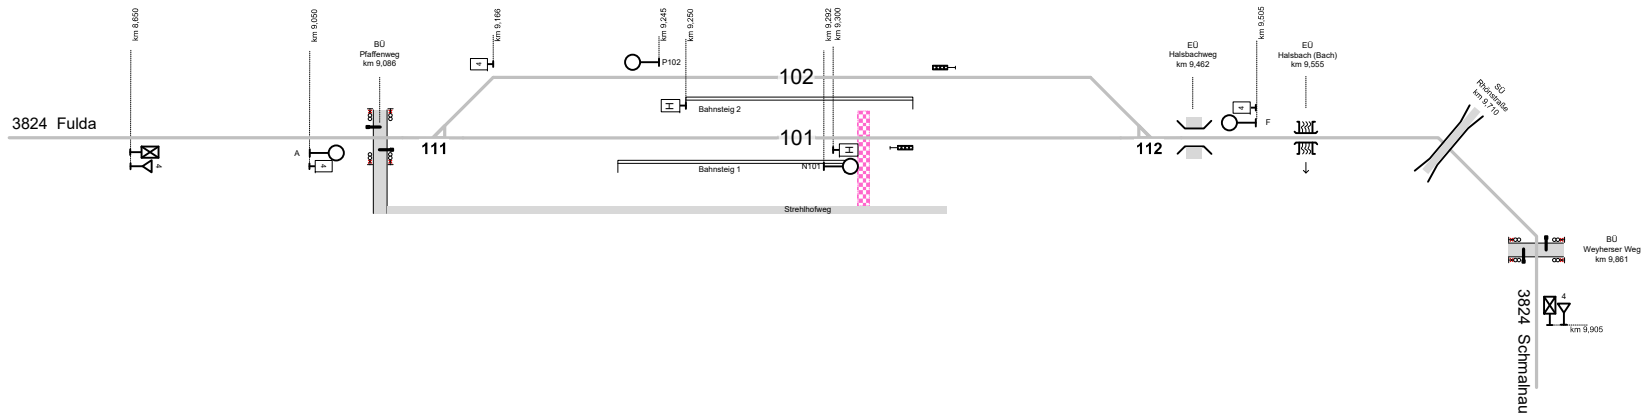 km 8,650
km 9,050
km 9,166
km 9,245
km 9,250
km 9,292
km 9,300
km 9,505
BÜ
Pfaffenweg
km 9,086
4
P102
102
EÜ
Halsbachweg
km 9,462
EÜ
Halsbach (Bach)
km 9,555
SÜ
Rhönstraße
km 9,710
H
Bahnsteig 2
4
F
3824 Fulda
101
111
112
A
4
4
H
Bahnsteig 1
N101
Strehlhofweg
BÜ
Weyherser Weg
km 9,861
4
km 9,905
3824 Schmalnau